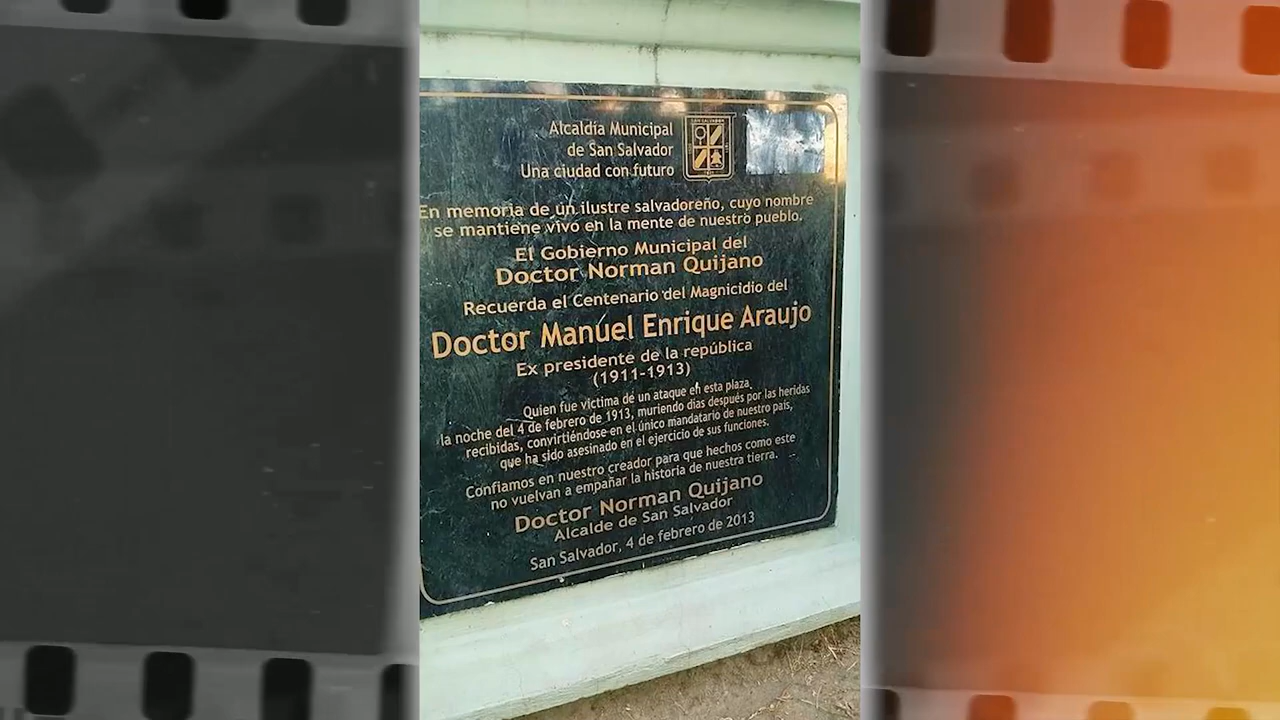 Alcaldía Municipal
de San Salvador
Una ciudad con futuro
SAN SALVADOR
En memoria de un ilustre salvadoreño, cuyo nombre
se mantiene vivo en la mente de nuestro pueblo.
El Gobierno Municipal del
Doctor Norman Quijano
Recuerda el Centenario del Magnicidio del
Doctor Manuel Enrique Araujo
Ex presidente de la república
(1911-1913)
Quien fue víctima de un ataque en esta plaza
la noche del 4 de febrero de 1913, muriendo días después por las heridas
recibidas, convirtiéndose en el único mandatario de nuestro país,
que ha sido asesinado en el ejercicio de sus funciones.
Confiamos en nuestro creador para que hechos como este
no vuelvan a empañar la historia de nuestra tierra.
Doctor Norman Quijano
Alcalde de San Salvador
San Salvador, 4 de febrero de 2013